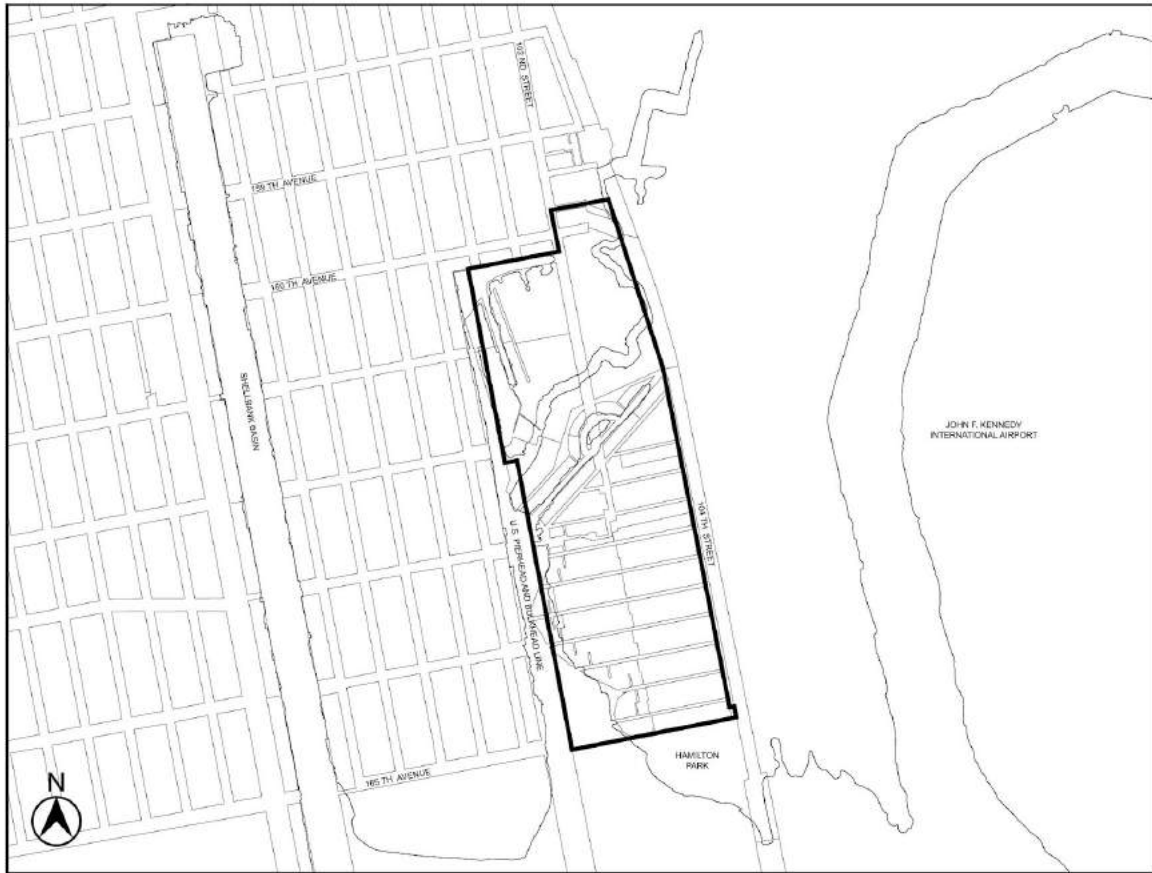 102 ND STREET
159 TH AVENUE
160 TH AVENUE
SHELLBANK BASIN
JOHN F. KENNEDY
INTERNATIONAL AIRPORT
104 TH STREET
U.S. PIERHEAD AND BULKHEAD LINE
HAMILTON
PARK
165 TH AVENUE
N